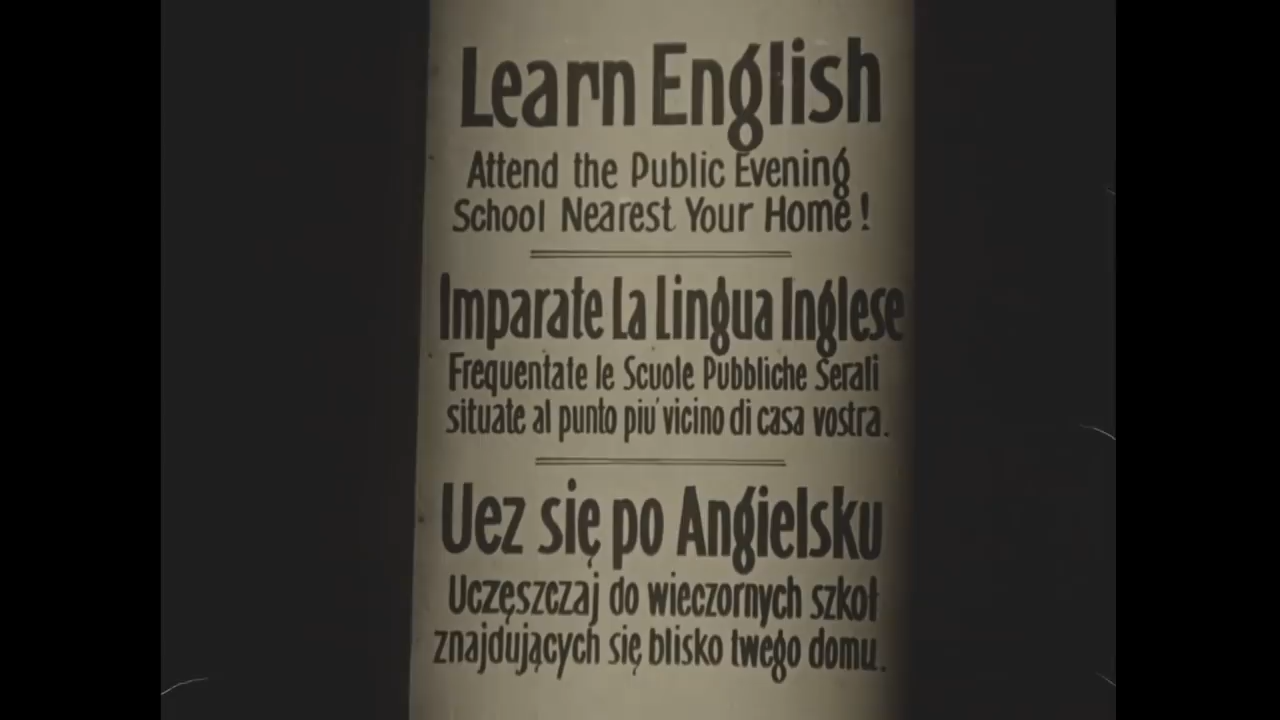 Learn English
Attend the Public Evening
School Nearest Your Home!
Imparate La Lingua Inglese
Frequentate le Scuole Pubbliche Serali
situate al punto piu' vicino di casa vostra.
Uez się po Angielsku
Uczęszczaj do wieczornych szkoł
znajdujących się blisko twego domu.